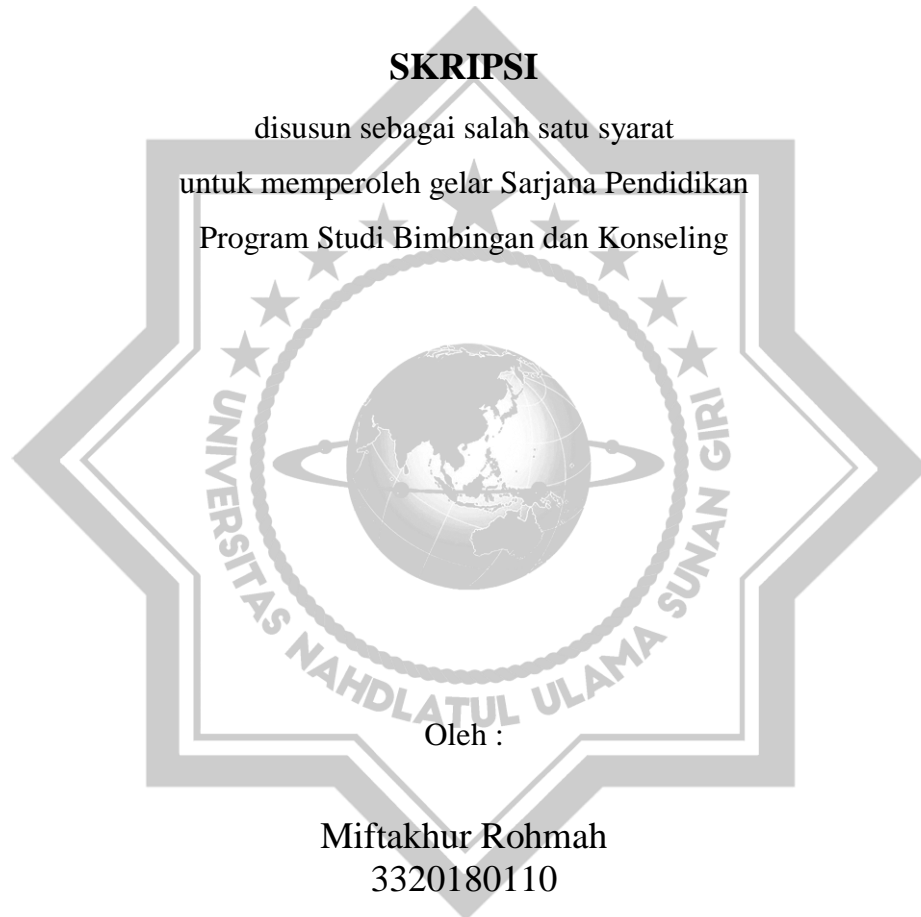 SKRIPSI
disusun sebagai salah satu syarat
untuk memperoleh gelar Sarjana Pendidikan
Program Studi Bimbingan dan Konseling
UNIVERSITAS NAHDLATUL ULAMA SUNAN GIRI
Oleh :
Miftakhur Rohmah
3320180110